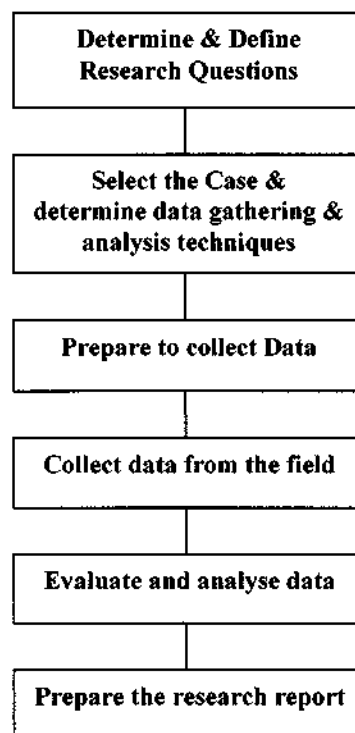 Determine & Define
Research Questions
Select the Case &
determine data gathering &
analysis techniques
Prepare to collect Data
Collect data from the field
Evaluate and analyse data
Prepare the research report